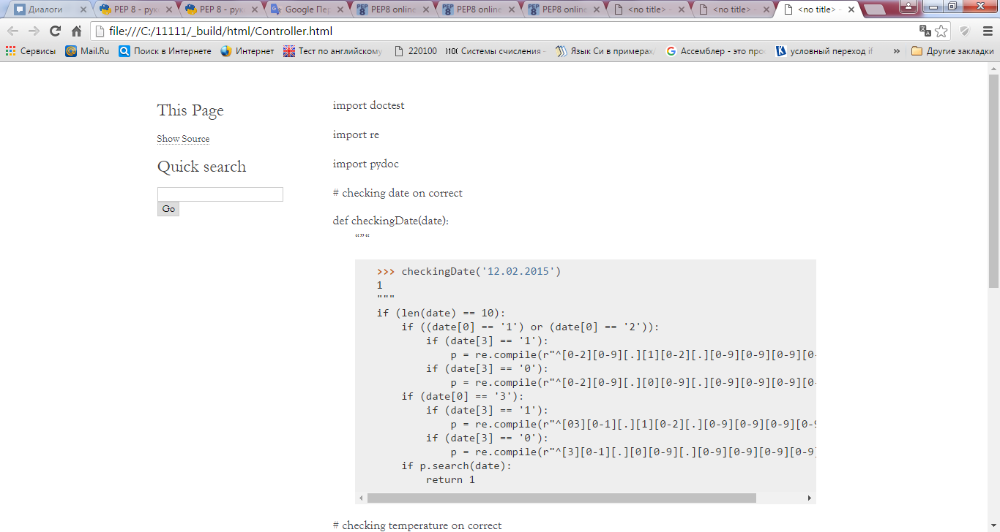 Диалоги
PEP 8 - рук
PEP 8 - рук
Google Пер
PEP8 online
PEP8 online
PEP8 online
<no title> -
<no title> -
<no title> -
file:///C:/11111/_build/html/Controller.html
Сервисы
Mail.Ru
Поиск в Интернете
Интернет
Тест по английскому
220100
Системы счисления -
Язык Си в примерах/
Ассемблер - это про
условный переход if
»
Другие закладки
This Page
Show Source
Quick search
Go
import doctest
import re
import pydoc
# checking date on correct
def checkingDate(date):
“”“
>>> checkingDate('12.02.2015')
1
"""
if (len(date) == 10):
if ((date[0] == '1') or (date[0] == '2')):
if (date[3] == '1'):
p = re.compile(r"^[0-2][0-9][.][1][0-2][.][0-9][0-9][0-9][0-
if (date[3] == '0'):
p = re.compile(r"^[0-2][0-9][.][0][0-9][.][0-9][0-9][0-9][0-
if (date[0] == '3'):
if (date[3] == '1'):
p = re.compile(r"^[03][0-1][.][1][0-2][.][0-9][0-9][0-9][0-9
if (date[3] == '0'):
p = re.compile(r"^[3][0-1][.][0][0-9][.][0-9][0-9][0-9][0-9]
if p.search(date):
return 1
# checking temperature on correct